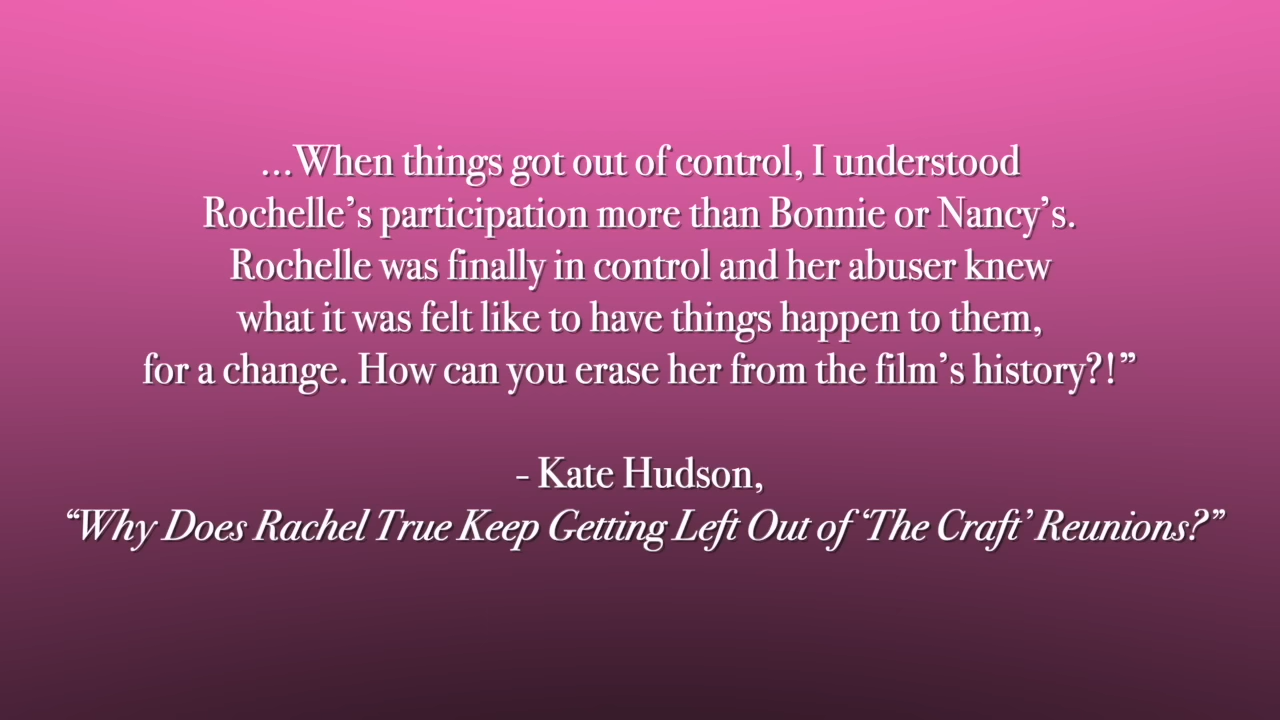 ...When things got out of control, I understood
Rochelle’s participation more than Bonnie or Nancy’s.
Rochelle was finally in control and her abuser knew
what it was felt like to have things happen to them,
for a change. How can you erase her from the film’s history?!”
- Kate Hudson,
“Why Does Rachel True Keep Getting Left Out of ‘The Craft’ Reunions?”